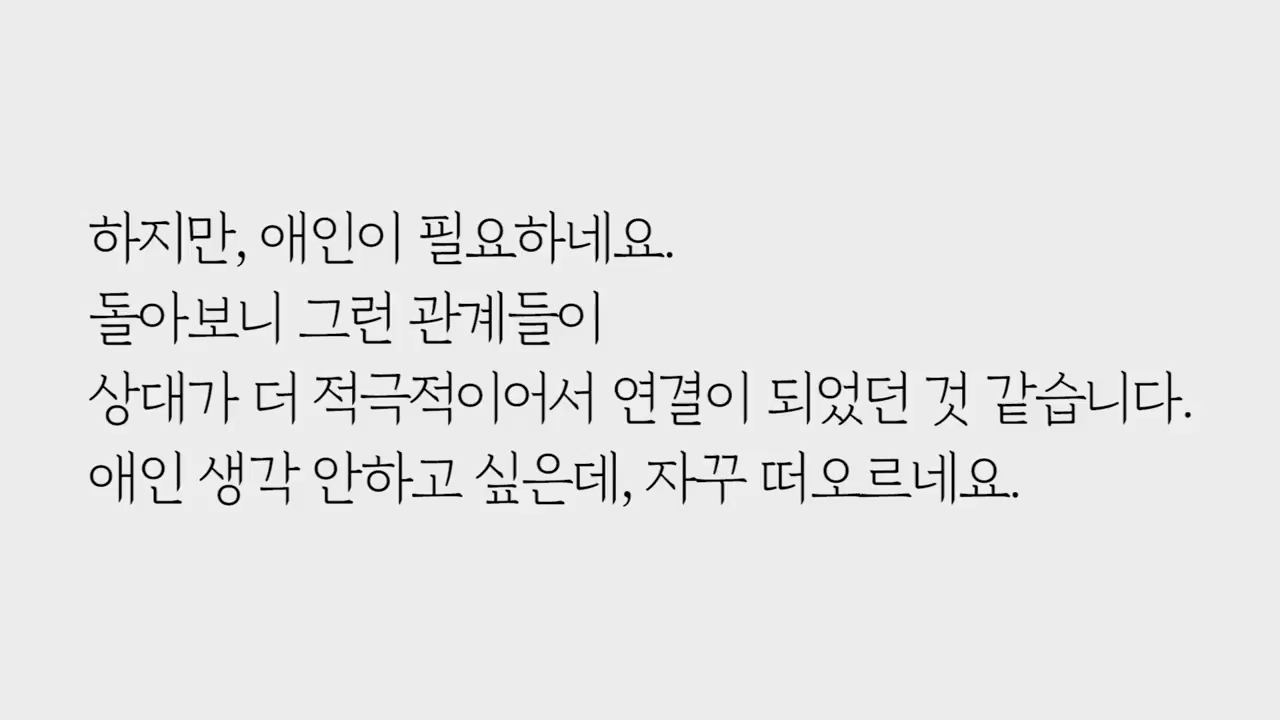 하지만, 애인이 필요하네요.
돌아보니 그런 관계들이
상대가 더 적극적이어서 연결이 되었던 것 같습니다.
애인 생각 안하고 싶은데, 자꾸 떠오르네요.